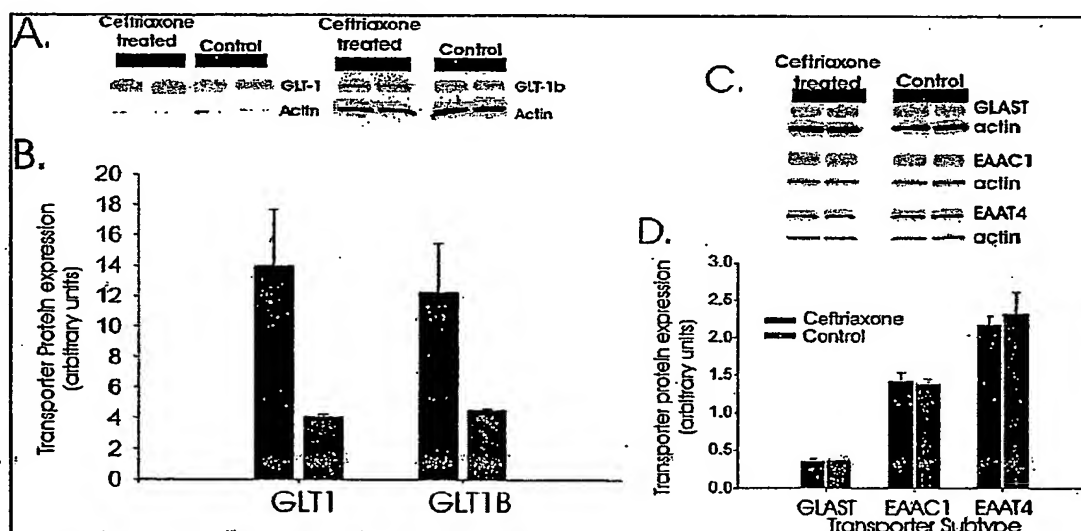 A.
Ceftriaxone
treated
Control
GLT-1
Actin
Ceftriaxone
treated
Control
GLT-1b
Actin
B.
Transporter Protein expression
(arbitrary units)
20
18
16
14
12
10
8
6
4
2
0
GLT1
GLT1B
C.
Ceftriaxone
treated
Control
GLAST
actin
EAAC1
actin
EAAT4
actin
D.
Transporter protein expression
(arbitrary units)
3.0
2.5
2.0
1.5
1.0
0.5
0.0
Ceftriaxone
Control
GLAST
EAAC1
EAAT4
Transporter Subtype